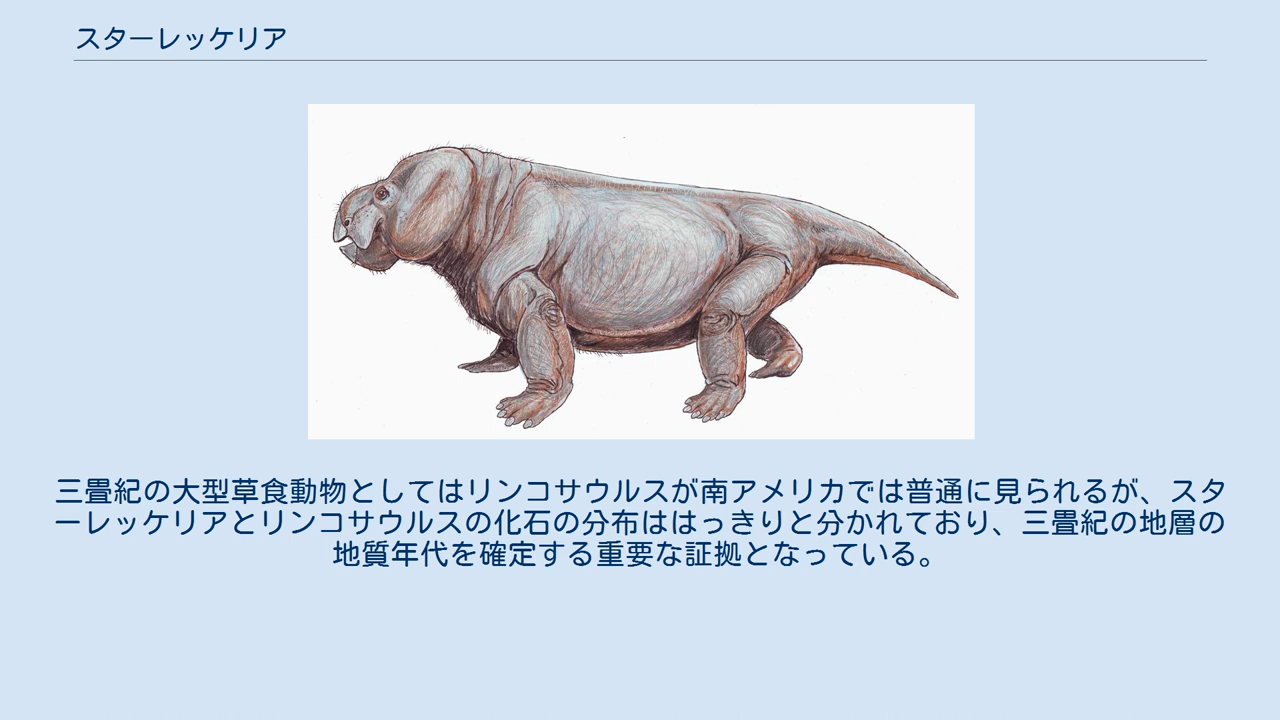 スターレッケリア
三畳紀の大型草食動物としてはリンコサウルスが南アメリカでは普通に見られるが、スタ
ーレッケリアとリンコサウルスの化石の分布ははっきりと分かれており、三畳紀の地層の
地質年代を確定する重要な証拠となっている。